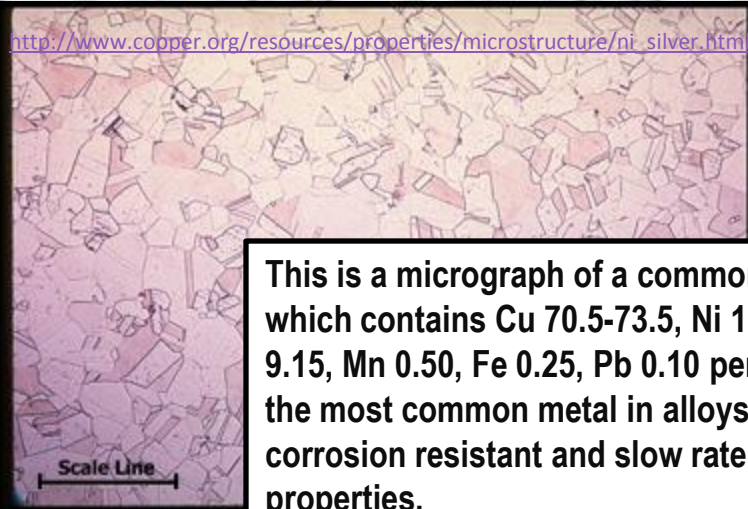 http://www.copper.org/resources/properties/microstructure/ni_silver.htm
This is a micrograph of a common
which contains Cu 70.5-73.5, Ni 1
9.15, Mn 0.50, Fe 0.25, Pb 0.10 per
the most common metal in alloys
corrosion resistant and slow rate
properties.
Scale Line